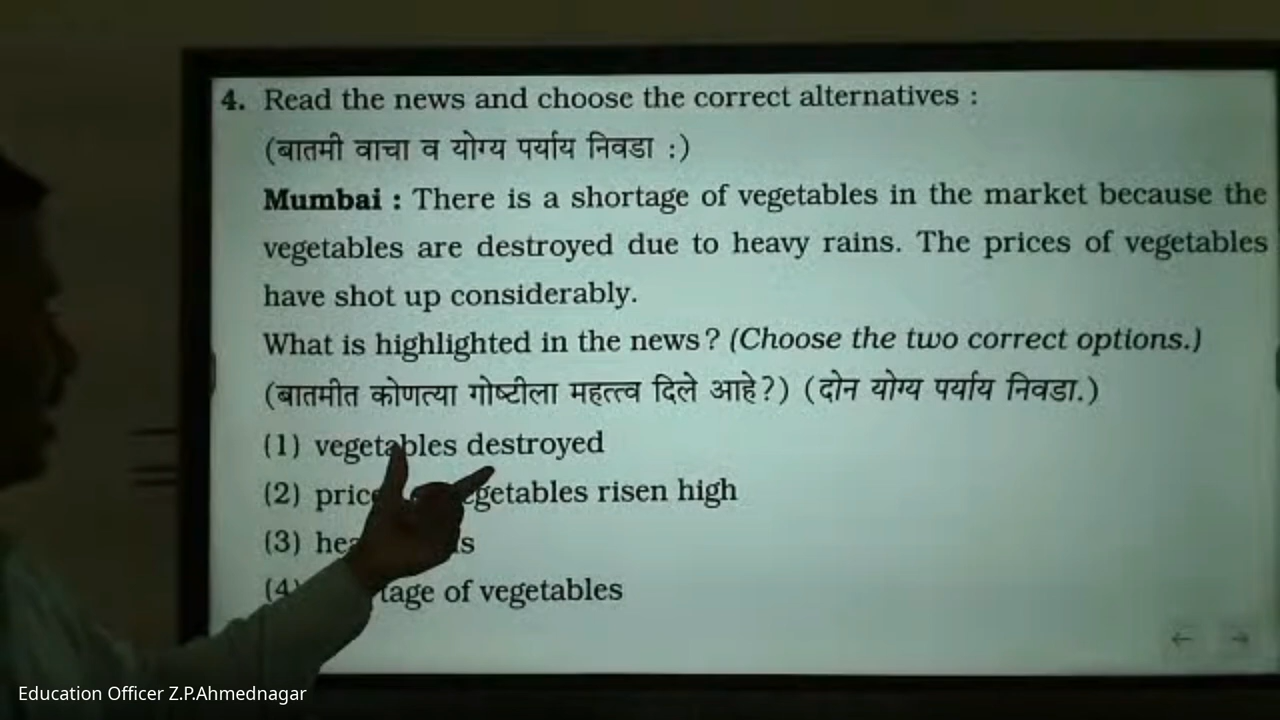 4. Read the news and choose the correct alternatives :
(बातमी वाचा व योग्य पर्याय निवडा :)
Mumbai : There is a shortage of vegetables in the market because the
vegetables are destroyed due to heavy rains. The prices of vegetables
have shot up considerably.
What is highlighted in the news? (Choose the two correct options.)
(बातमीत कोणत्या गोष्टीला महत्त्व दिले आहे?) (दोन योग्य पर्याय निवडा.)
(1) vegetables destroyed
(2) vegetables risen high
(3)
(4) of vegetables
Education Officer Z.P.Ahmednagar